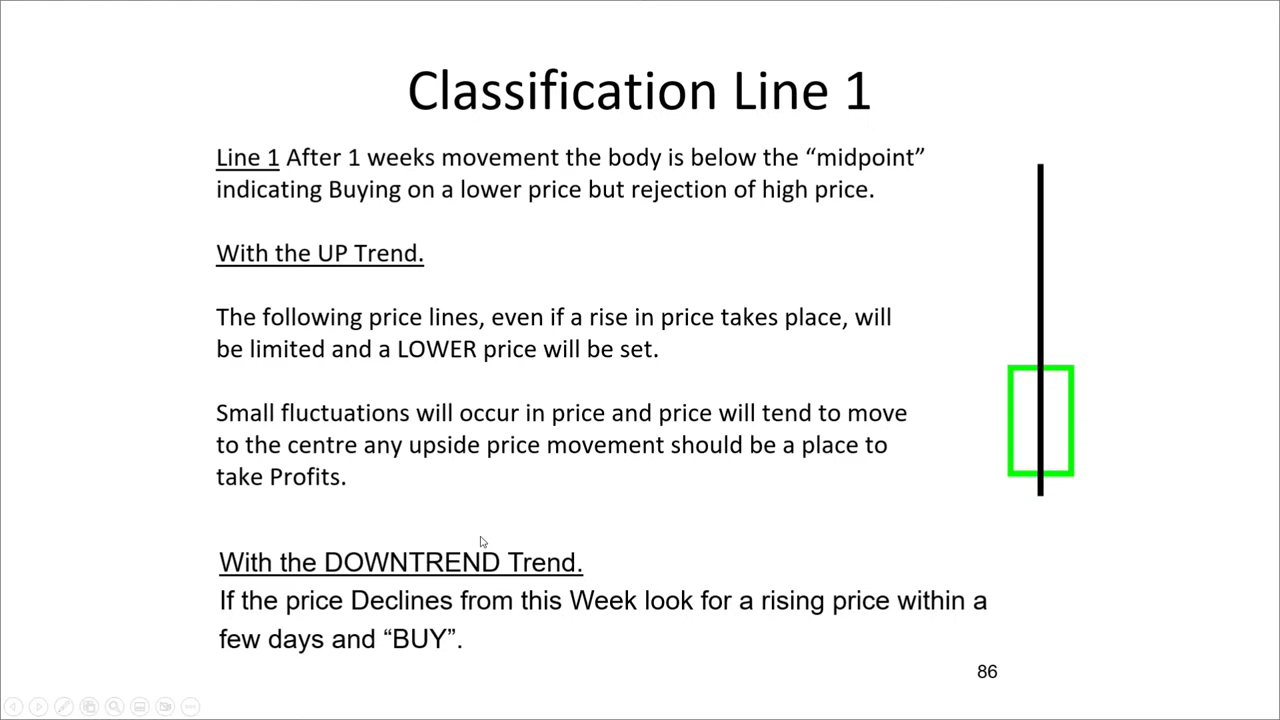 Classification Line 1
Line 1 After 1 weeks movement the body is below the “midpoint”
indicating Buying on a lower price but rejection of high price.
With the UP Trend.
The following price lines, even if a rise in price takes place, will
be limited and a LOWER price will be set.
Small fluctuations will occur in price and price will tend to move
to the centre any upside price movement should be a place to
take Profits.
With the DOWNTREND Trend.
If the price Declines from this Week look for a rising price within a
few days and “BUY”.
86